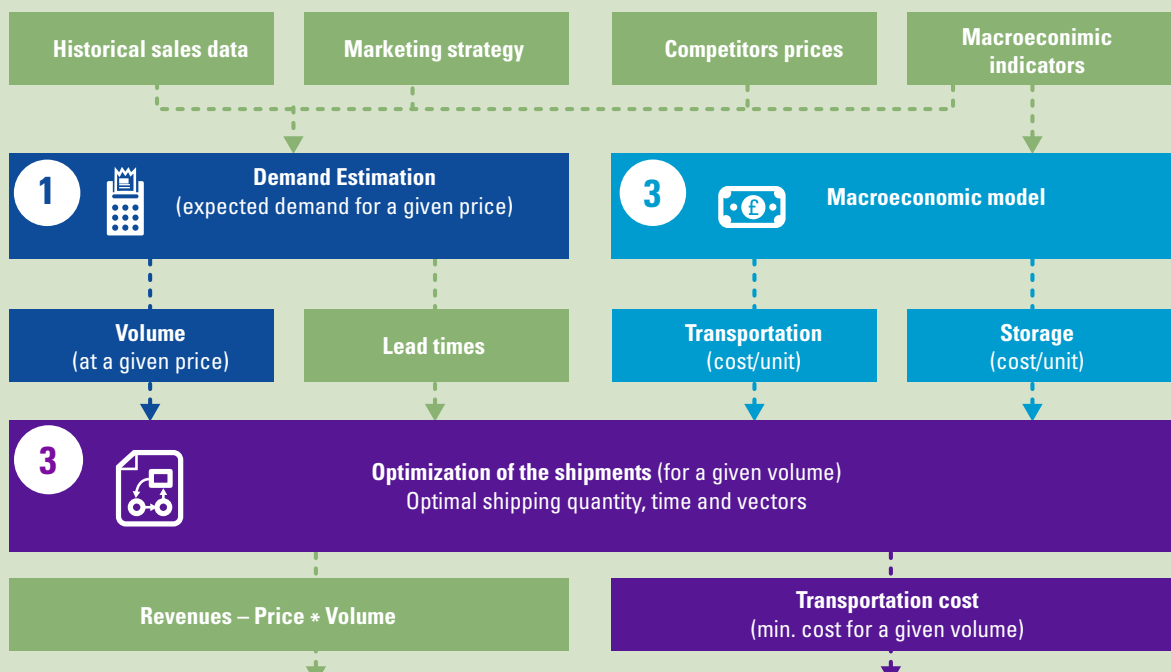 Historical sales data
Marketing strategy
Competitors prices
Macroeconimic
indicators
1
Demand Estimation
(expected demand for a given price)
3
£
Macroeconomic model
Volume
(at a given price)
Lead times
Transportation
(cost/unit)
Storage
(cost/unit)
3
Optimization of the shipments (for a given volume)
Optimal shipping quantity, time and vectors
Revenues – Price * Volume
Transportation cost
(min. cost for a given volume)